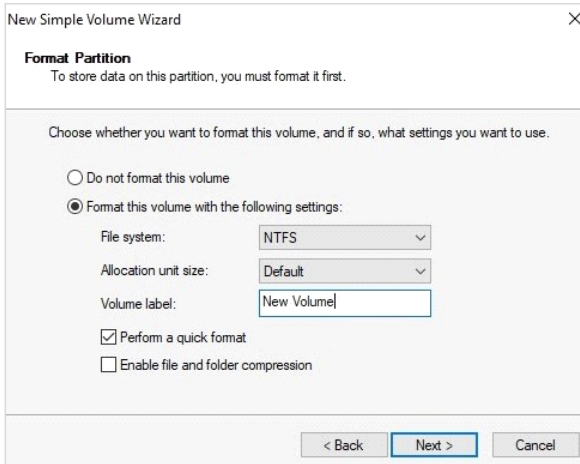 New Simple Volume Wizard
Format Partition
To store data on this partition, you must format it first.
Choose whether you want to format this volume, and if so, what settings you want to use.
Do not format this volume
Format this volume with the following settings:
File system: NTFS
Allocation unit size: Default
Volume label: New Volume
Perform a quick format
Enable file and folder compression
< Back Next > Cancel